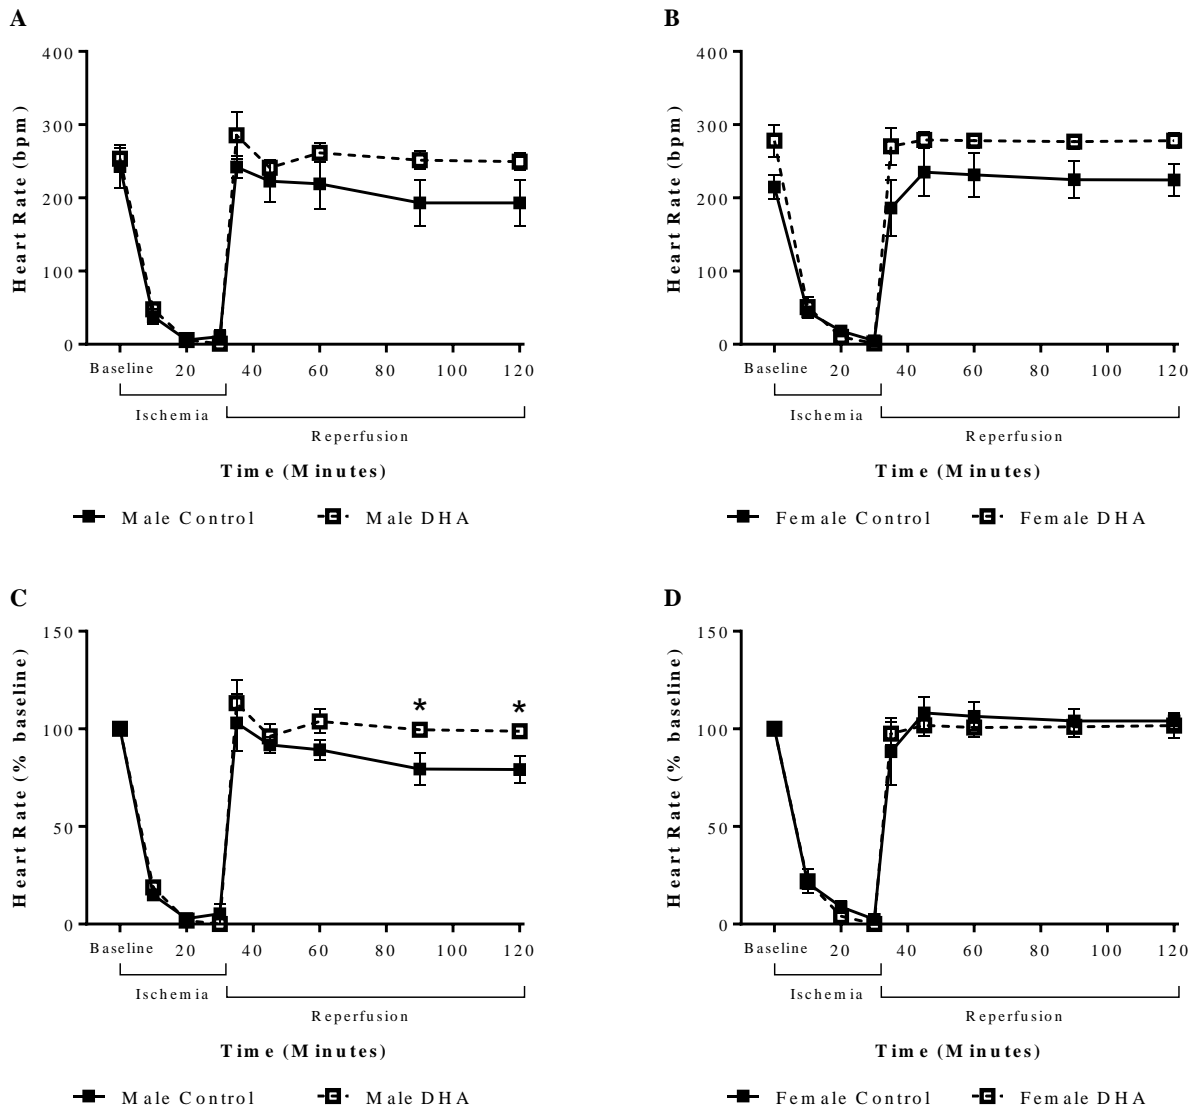 A
400
300
200
100
0
Heart Rate (bpm)
Baseline 20 40 60 80 100 120
Ischemia
Reperfusion
Time (Minutes)
Male Control Male DHA
B
400
300
200
100
0
Heart Rate (bpm)
Baseline 20 40 60 80 100 120
Ischemia
Reperfusion
Time (Minutes)
Female Control Female DHA
C
150
100
50
0
Heart Rate (% baseline)
* *
Baseline 20 40 60 80 100 120
Ischemia
Reperfusion
Time (Minutes)
Male Control Male DHA
D
150
100
50
0
Heart Rate (% baseline)
Baseline 20 40 60 80 100 120
Ischemia
Reperfusion
Time (Minutes)
Female Control Female DHA